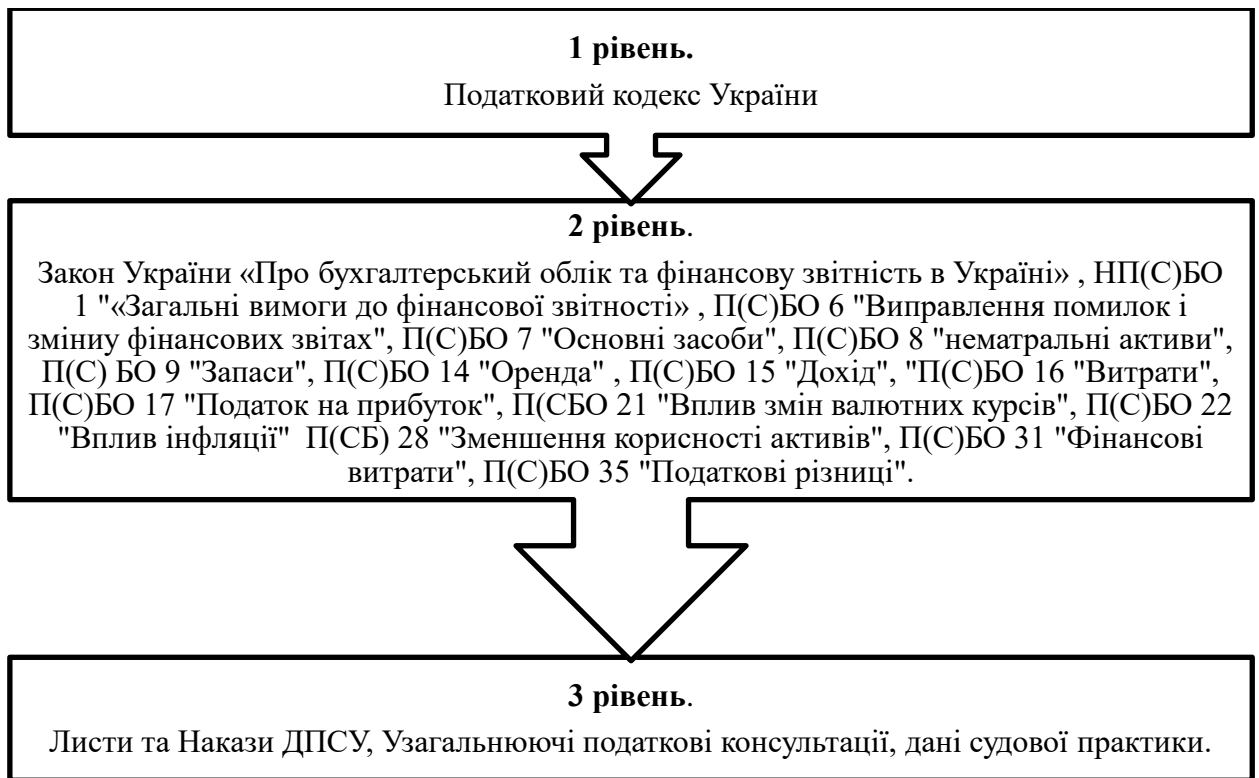 1 рівень.
Податковий кодекс України
2 рівень.
Закон України «Про бухгалтерський облік та фінансову звітність в Україні» , НП(С)БО
1 "«Загальні вимоги до фінансової звітності» , П(С)БО 6 "Виправлення помилок і
зміниу фінансових звітах", П(С)БО 7 "Основні засоби", П(С)БО 8 "нематральні активи",
П(С) БО 9 "Запаси", П(С)БО 14 "Оренда" , П(С)БО 15 "Дохід", "П(С)БО 16 "Витрати",
П(С)БО 17 "Податок на прибуток", П(СБО 21 "Вплив змін валютних курсів", П(С)БО 22
"Вплив інфляції" П(СБ) 28 "Зменшення корисності активів", П(С)БО 31 "Фінансові
витрати", П(С)БО 35 "Податкові різниці".
3 рівень.
Листи та Накази ДПСУ, Узагальнюючі податкові консультації, дані судової практики.